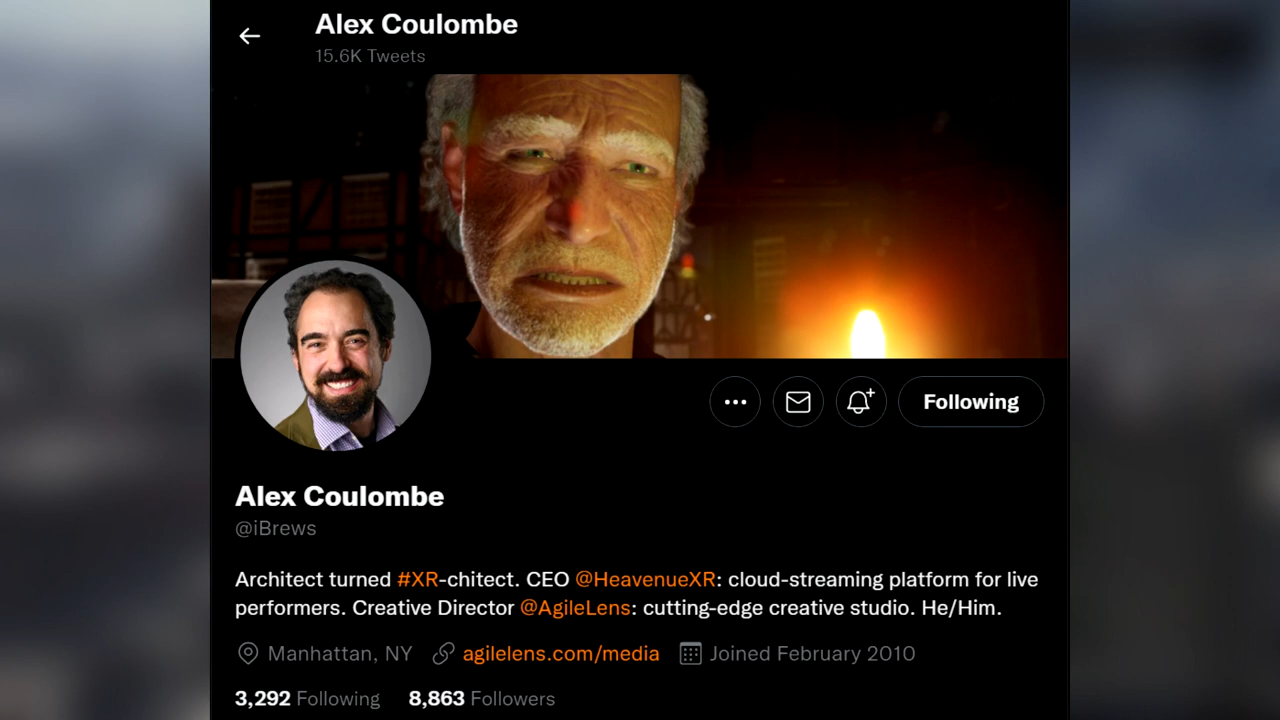 Alex Coulombe
15.6K Tweets
Following
Alex Coulombe
@iBrews
Architect turned #XR-chitect. CEO @HeavenueXR: cloud-streaming platform for live
performers. Creative Director @AgileLens: cutting-edge creative studio. He/Him.
Manhattan, NY agilelens.com/media Joined February 2010
3,292 Following 8,863 Followers